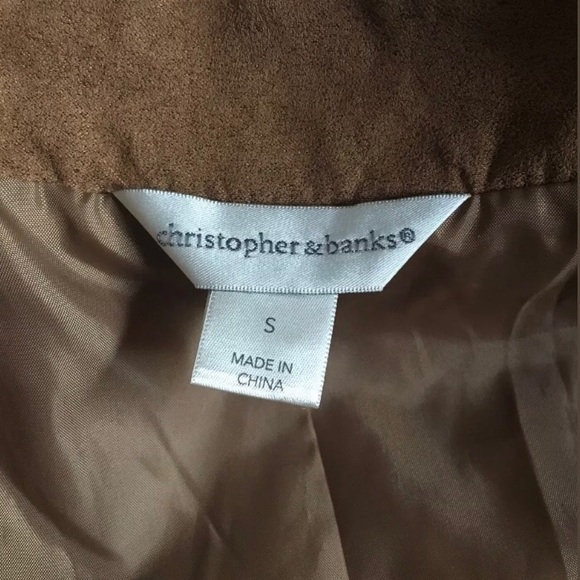 christopher & banks®
S
MADE IN
CHINA